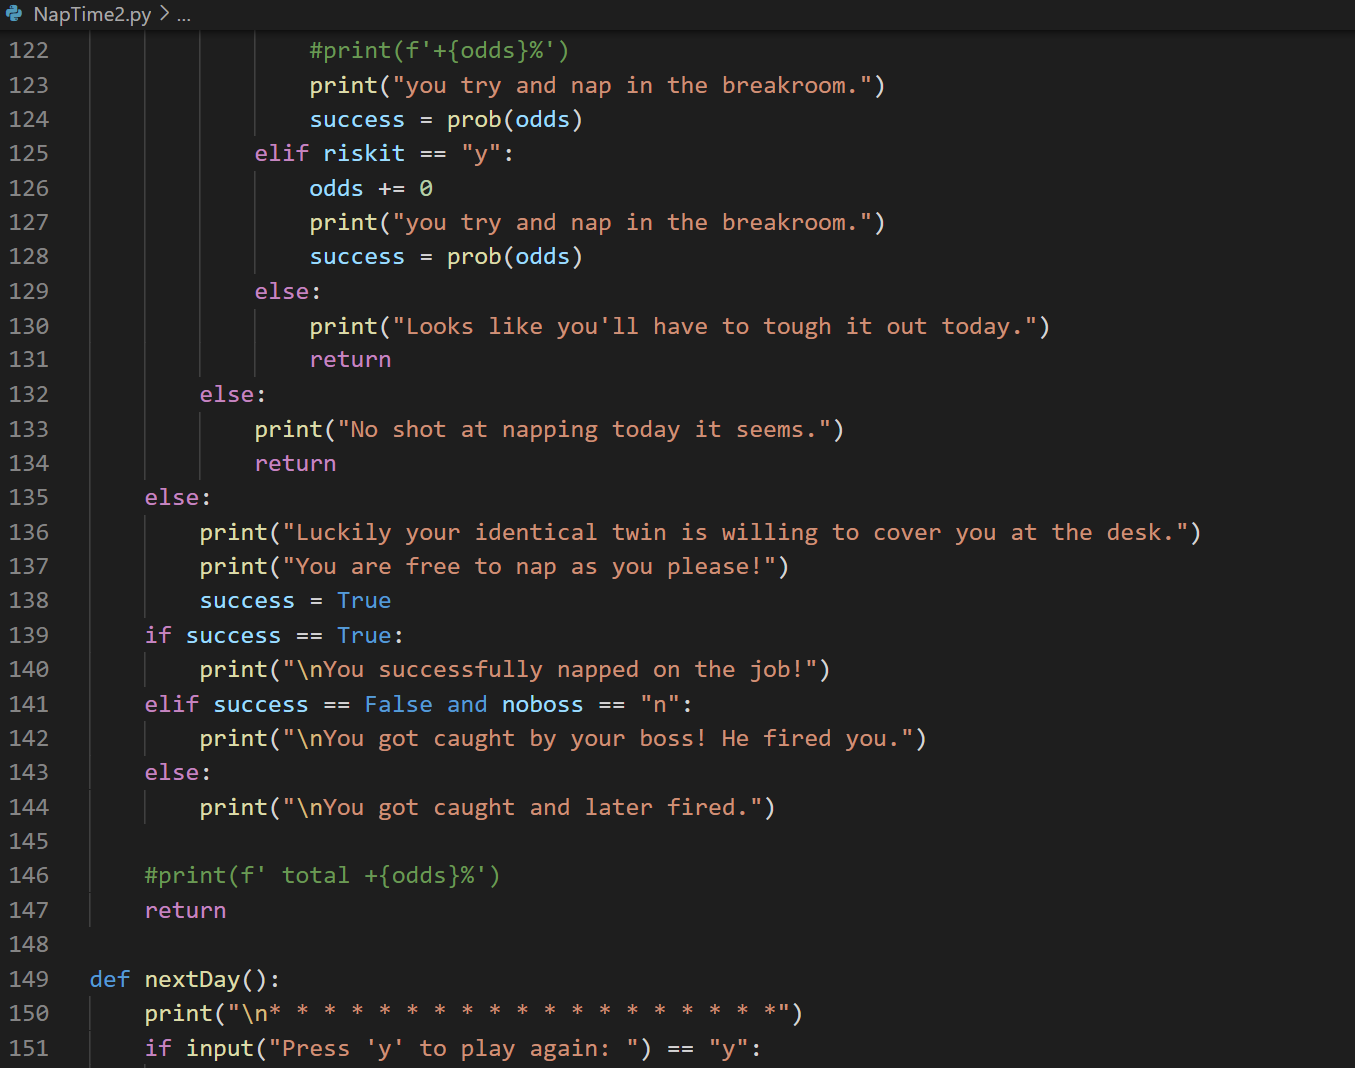 NapTime2.py > ...
122                 #print(f'+{odds}%')
123                 print("you try and nap in the breakroom.")
124                 success = prob(odds)
125             elif riskit == "y":
126                 odds += 0
127                 print("you try and nap in the breakroom.")
128                 success = prob(odds)
129             else:
130                 print("Looks like you'll have to tough it out today.")
131                 return
132         else:
133             print("No shot at napping today it seems.")
134             return
135     else:
136         print("Luckily your identical twin is willing to cover you at the desk.")
137         print("You are free to nap as you please!")
138         success = True
139     if success == True:
140         print("\nYou successfully napped on the job!")
141     elif success == False and noboss == "n":
142         print("\nYou got caught by your boss! He fired you.")
143     else:
144         print("\nYou got caught and later fired.")
145
146     #print(f' total +{odds}%')
147     return
148
149 def nextDay():
150     print("\n* * * * * * * * * * * * * * * * * * *")
151     if input("Press 'y' to play again: ") == "y":